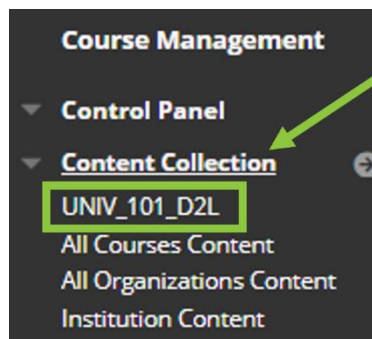 Course Management
Control Panel
Content Collection
UNIV_101_D2L
All Courses Content
All Organizations Content
Institution Content